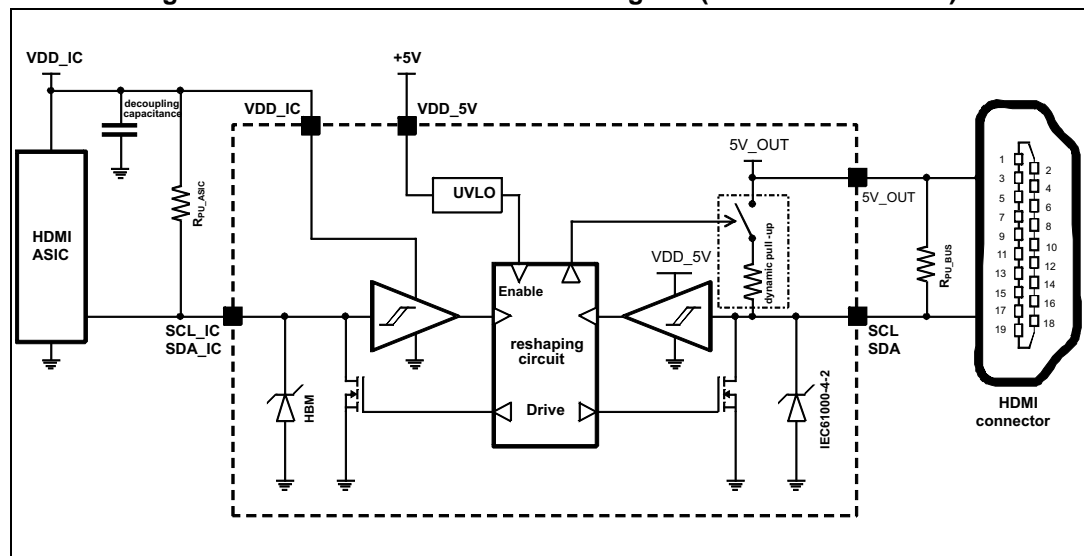 VDD_IC
+5V
decoupling
capacitance
VDD_IC
VDD_5V
5V_OUT
5V_OUT
UVLO
RPU_ASIC
HDMI
ASIC
dynamic pull-up
VDD_5V
RPU_BUS
Enable
SCL_IC
SDA_IC
reshaping
circuit
SCL
SDA
Drive
HBM
IEC61000-4-2
1
2
3
4
5
6
7
8
9
10
11
12
13
14
15
16
17
18
19
HDMI
connector